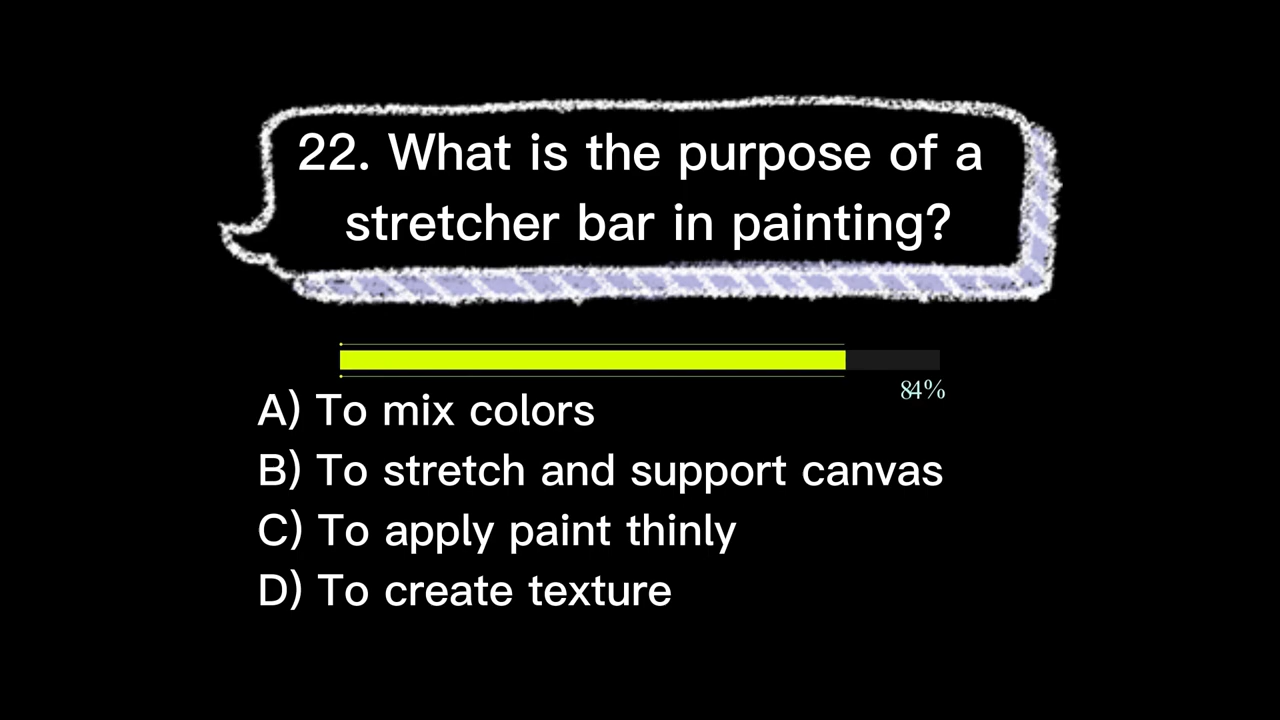 22. What is the purpose of a
stretcher bar in painting?
84%
A) To mix colors
B) To stretch and support canvas
C) To apply paint thinly
D) To create texture